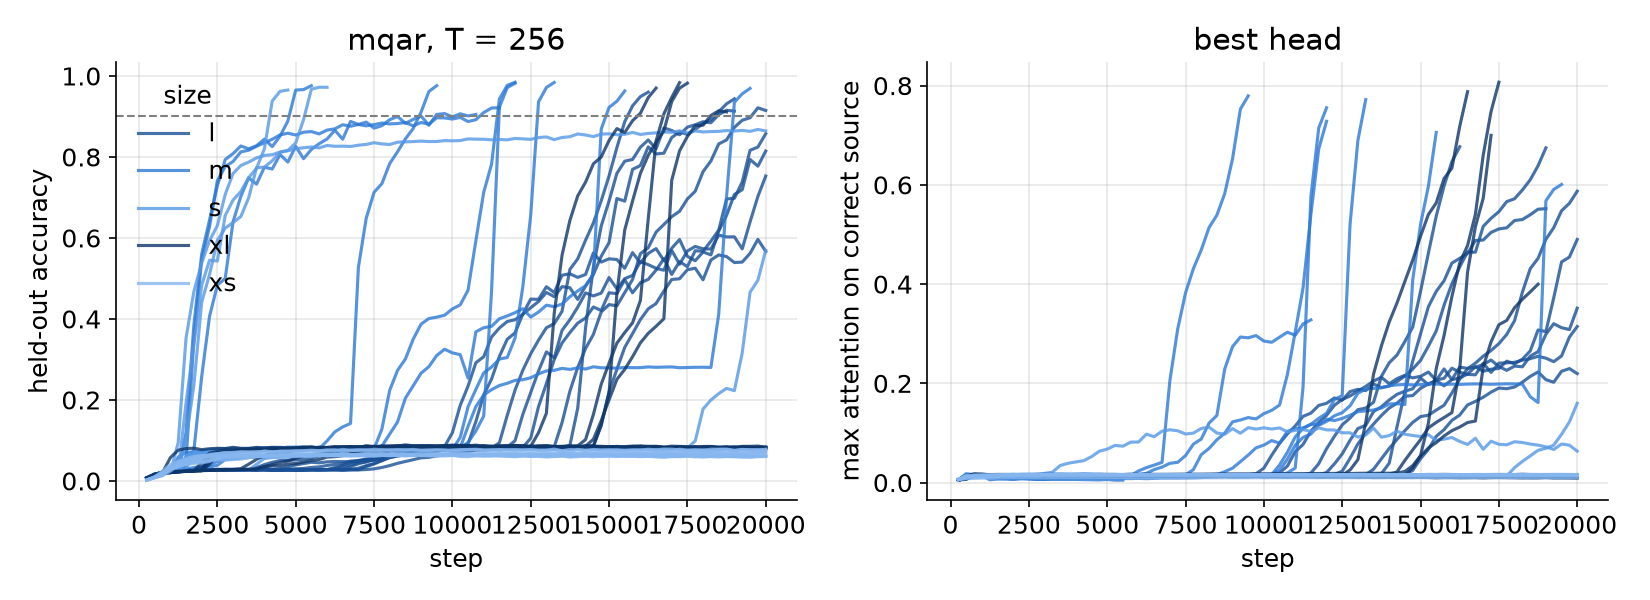 mqar, T = 256
held-out accuracy
1.0
0.8
0.6
0.4
0.2
0.0
size
l
m
s
xl
xs
0 2500 5000 7500 10000 12500 15000 17500 20000
step
best head
max attention on correct source
0.8
0.6
0.4
0.2
0.0
0 2500 5000 7500 10000 12500 15000 17500 20000
step